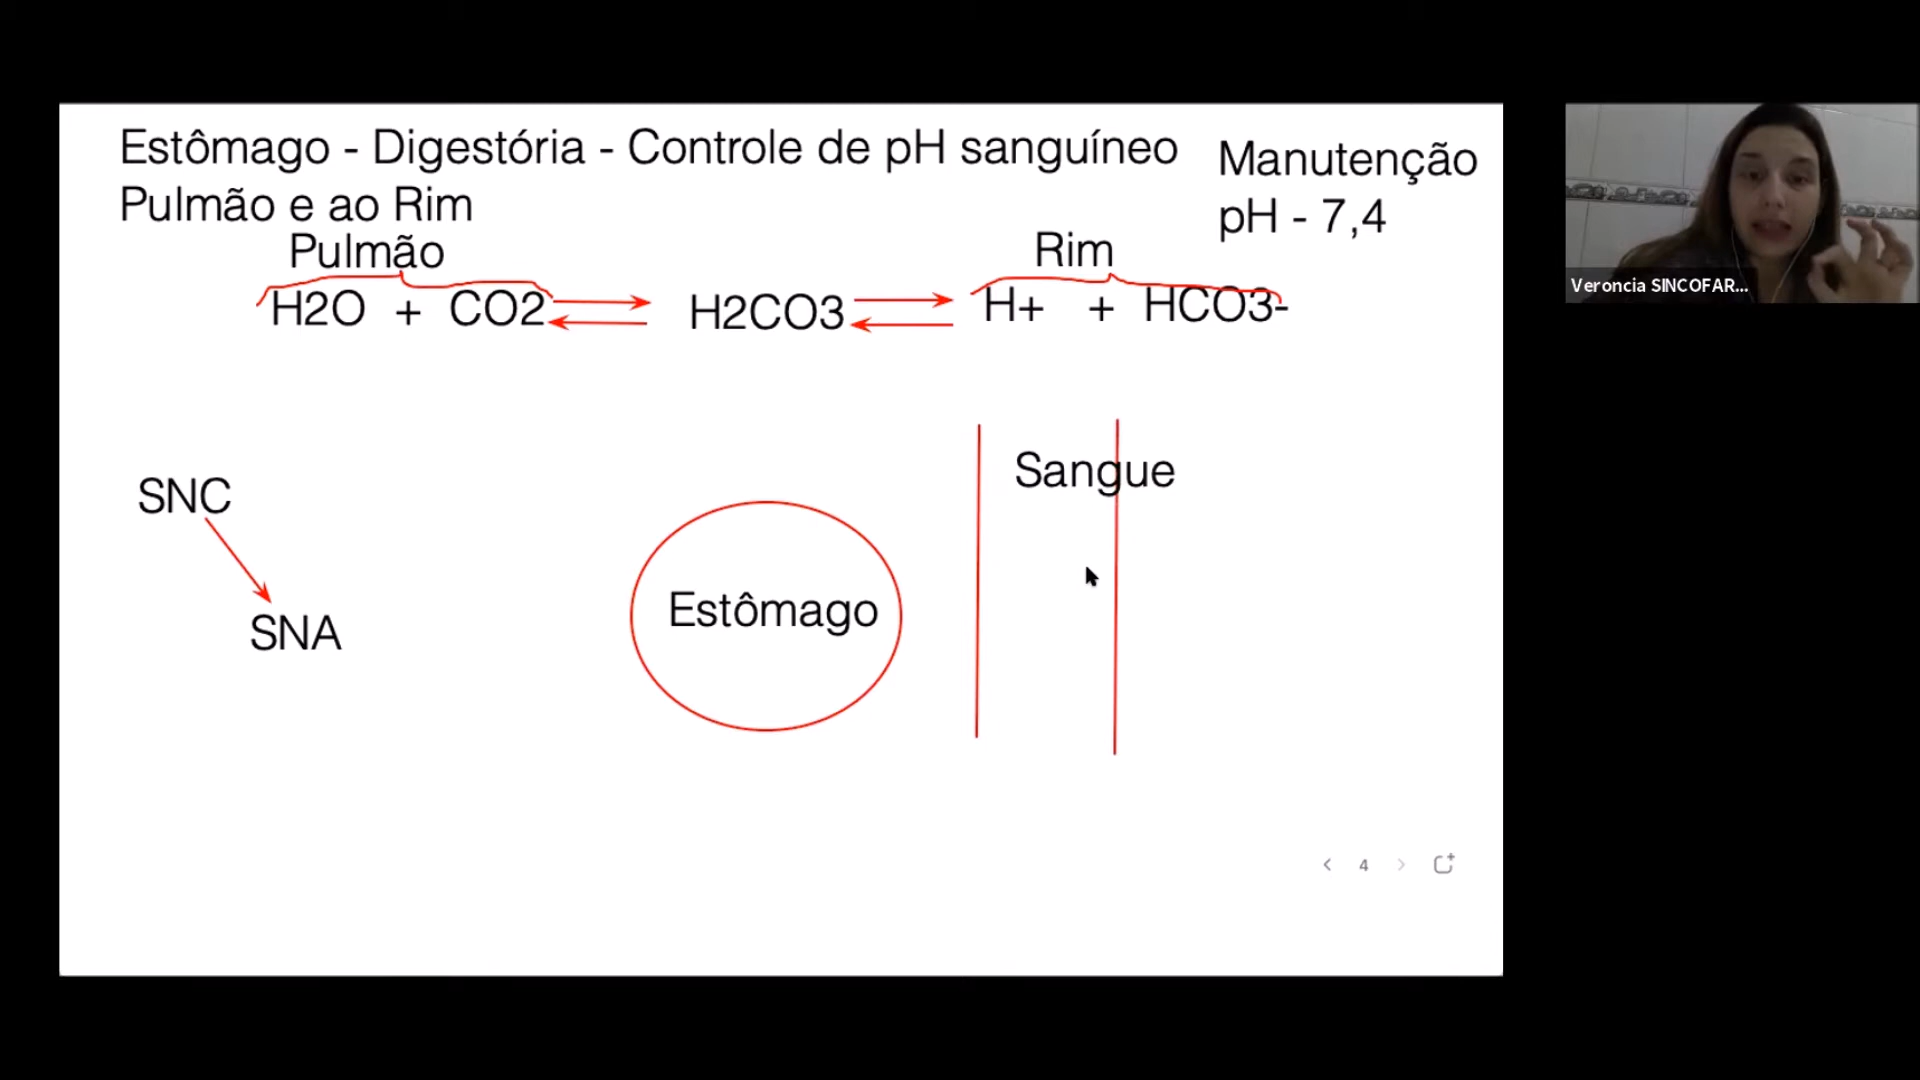 Estômago - Digestória - Controle de pH sanguíneo
Pulmão e ao Rim
Manutenção
pH - 7,4
Pulmão
Rim
H2O + CO2 H2CO3 H+ + HCO3-
SNC
SNA
Estômago
Sangue
4
Veroncia SINCOFAR...